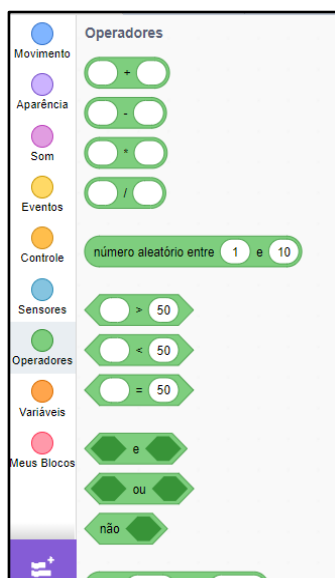 Movimento
Aparência
Som
Eventos
Controle
Sensores
Operadores
Variáveis
Meus Blocos
Operadores
+
-
*
/
número aleatório entre 1 e 10
> 50
< 50
= 50
e
ou
não